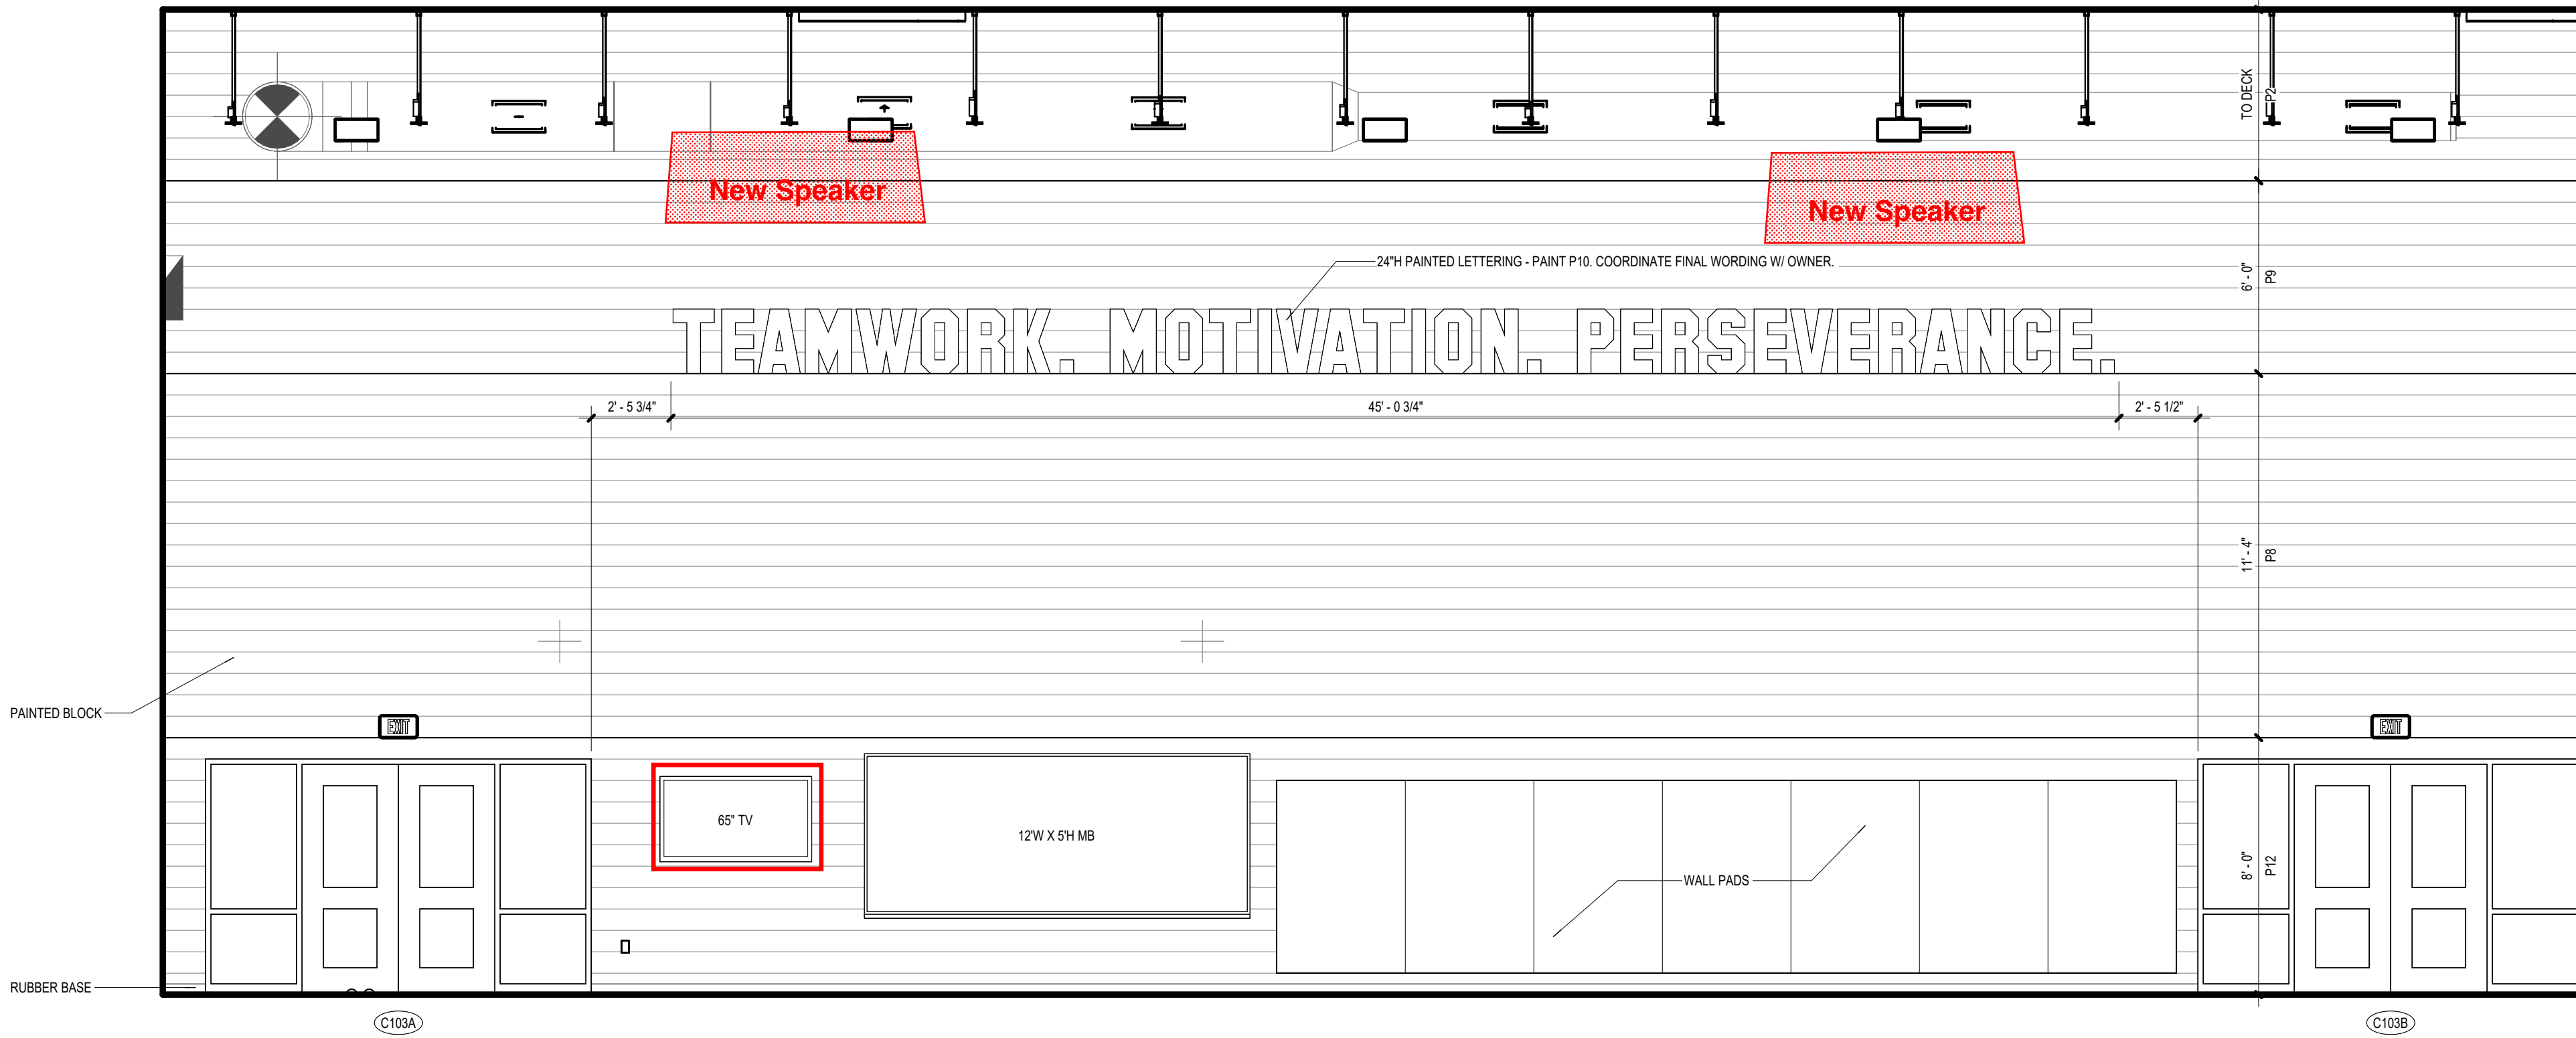 TO DECK
P2
New Speaker
New Speaker
24"H PAINTED LETTERING - PAINT P10. COORDINATE FINAL WORDING W/ OWNER.
6' - 0"
P9
TEAMWORK. MOTIVATION. PERSEVERANCE.
2' - 5 3/4"
45' - 0 3/4"
2' - 5 1/2"
11' - 4"
P8
PAINTED BLOCK
EXIT
EXIT
65" TV
12'W X 5'H MB
WALL PADS
8' - 0"
P12
RUBBER BASE
C103A
C103B